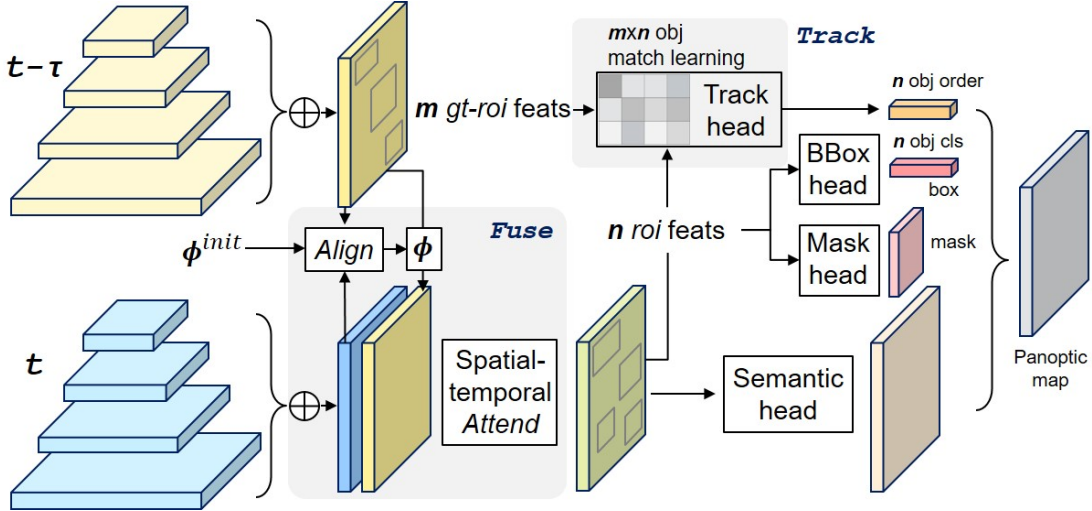 t-τ
m gt-roi feats
mxn obj
match learning
Track
Track
head
n obj order
n obj cls
BBox
head
box
ϕ^init
Align
ϕ
Fuse
n roi feats
Mask
head
mask
t
Spatial-
temporal
Attend
Semantic
head
Panoptic
map